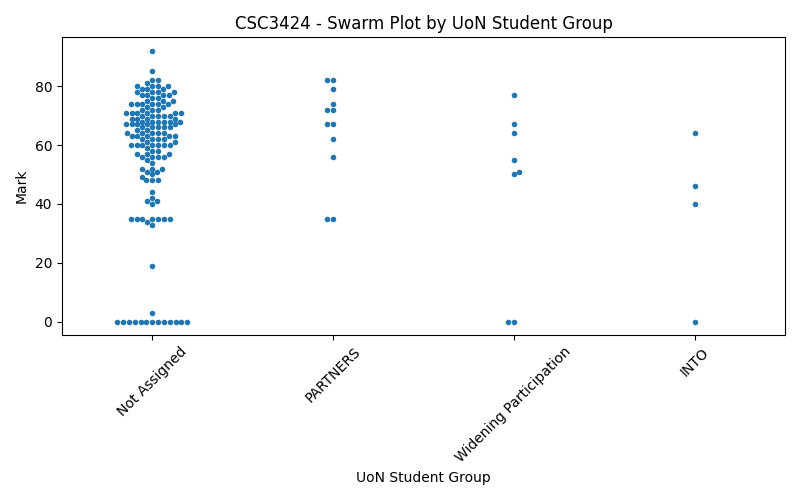 CSC3424 - Swarm Plot by UoN Student Group
Mark
80
60
40
20
0
Not Assigned
PARTNERS
Widening Participation
INTO
UoN Student Group